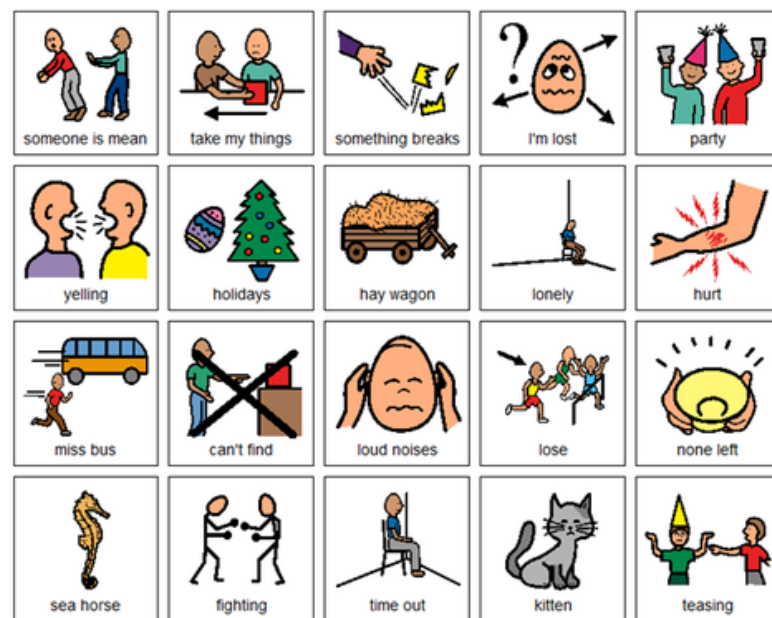 someone is mean
take my things
something breaks
?
I'm lost
party
yelling
holidays
hay wagon
lonely
hurt
miss bus
can't find
loud noises
lose
none left
sea horse
fighting
time out
kitten
teasing